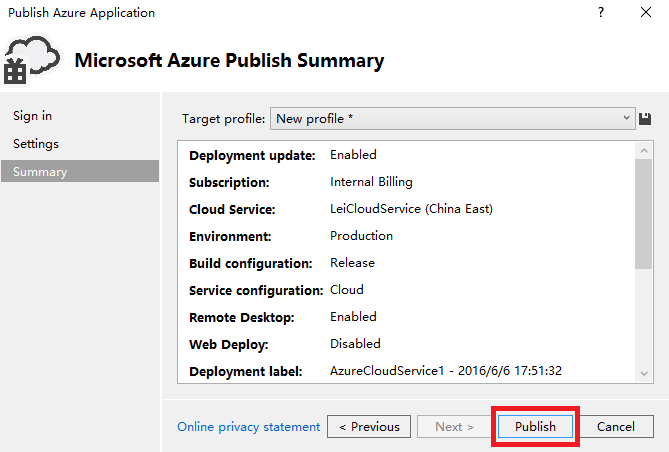 Publish Azure Application
?
Microsoft Azure Publish Summary
Sign in
Settings
Summary
Target profile: New profile *
Deployment update: Enabled
Subscription: Internal Billing
Cloud Service: LeiCloudService (China East)
Environment: Production
Build configuration: Release
Service configuration: Cloud
Remote Desktop: Enabled
Web Deploy: Disabled
Deployment label: AzureCloudService1 - 2016/6/6 17:51:32
Online privacy statement < Previous Next > Publish Cancel